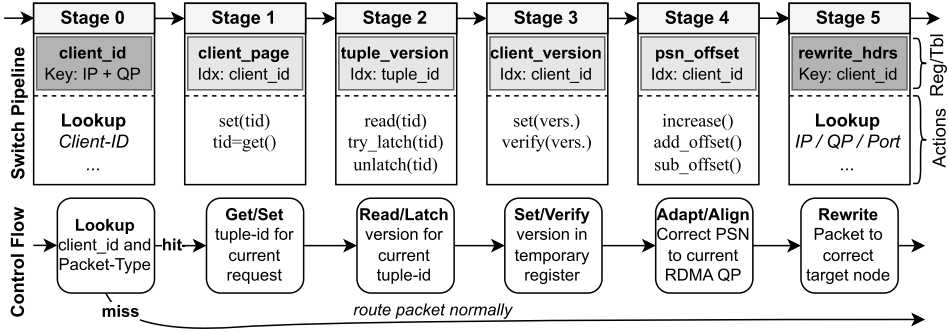 Stage 0
Stage 1
Stage 2
Stage 3
Stage 4
Stage 5
Switch Pipeline
client_id
Key: IP + QP
client_page
Idx: client_id
tuple_version
Idx: tuple_id
client_version
Idx: client_id
psn_offset
Idx: client_id
rewrite_hdrs
Key: client_id
Reg/Tbl
Lookup
Client-ID
...
set(tid)
tid=get()
read(tid)
try_latch(tid)
unlatch(tid)
set(vers.)
verify(vers.)
increase()
add_offset()
sub_offset()
Lookup
IP / QP / Port
...
Actions
Control Flow
Lookup
client_id and
Packet-Type
hit
Get/Set
tuple-id for
current
request
Read/Latch
version for
current
tuple-id
Set/Verify
version in
temporary
register
Adapt/Align
Correct PSN
to current
RDMA QP
Rewrite
Packet to
correct
target node
miss
route packet normally